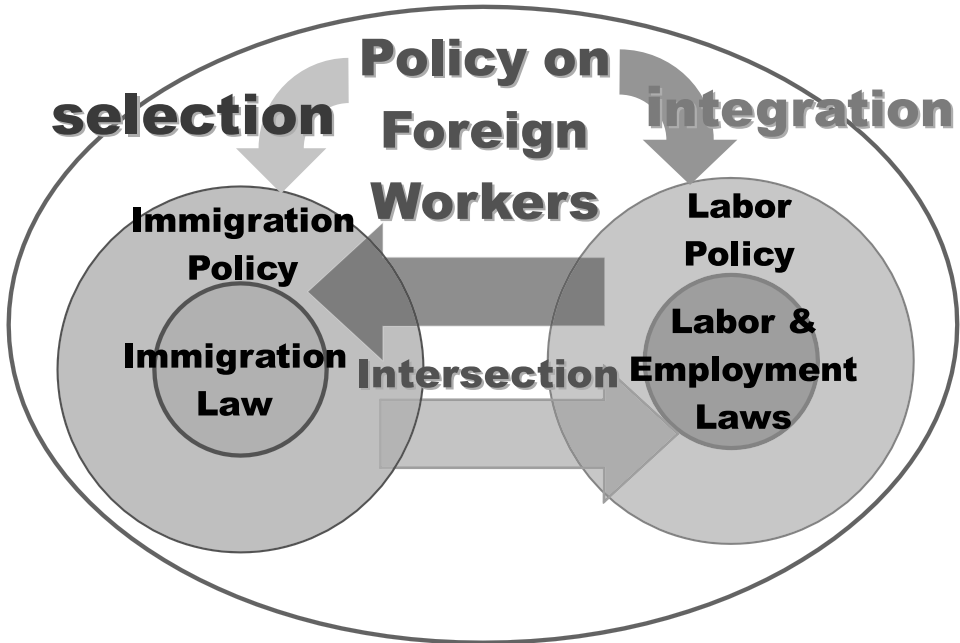 Policy on
Foreign
Workers
selection
integration
Immigration
Policy
Immigration
Law
Intersection
Labor
Policy
Labor &
Employment
Laws